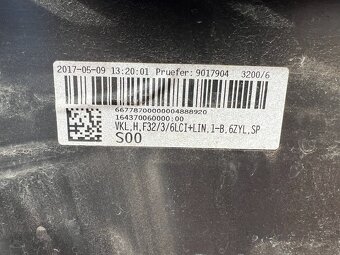 2017-05-09 13:20:01 Pruefer: 9017904 3200/6
66778700000004888920
164370060000:00
VKL,H,F32/3/6LCI+LIN,1-B,6ZYL,SP
S00